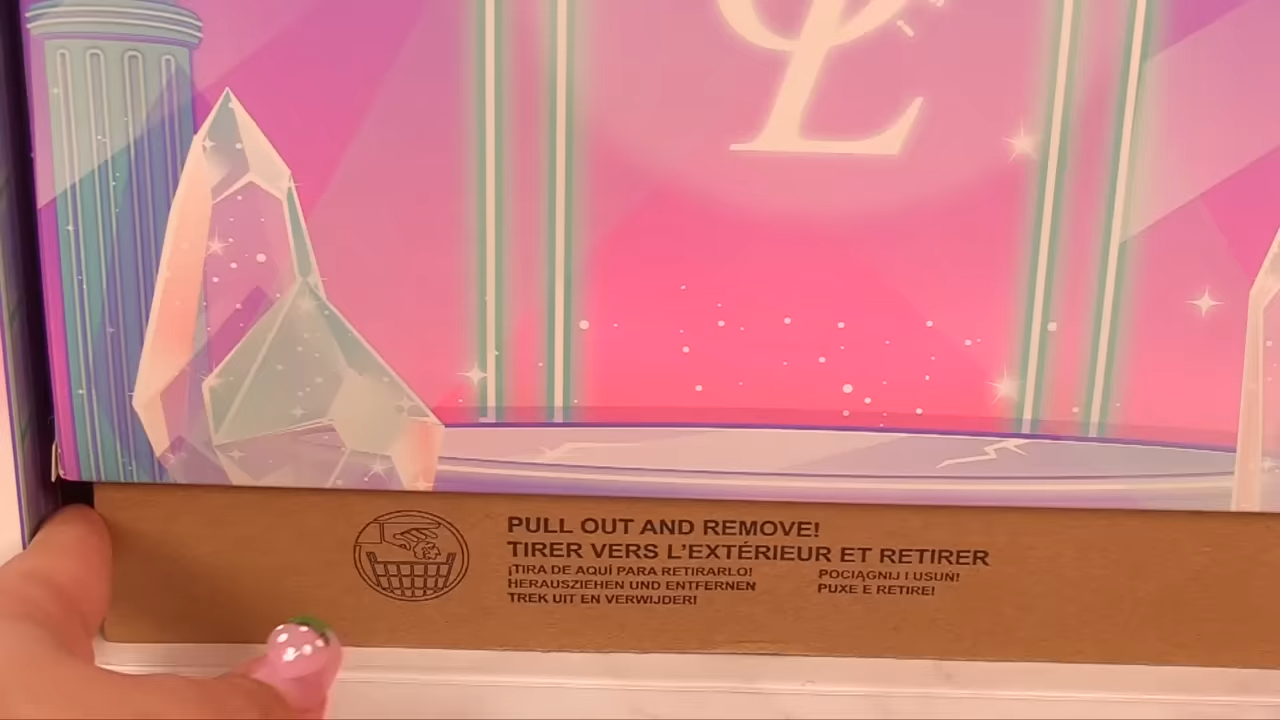 L
PULL OUT AND REMOVE!
TIRER VERS L'EXTÉRIEUR ET RETIRER
¡TIRA DE AQUÍ PARA RETIRARLO!
HERAUSZIEHEN UND ENTFERNEN
TREK UIT EN VERWIJDER!
POCIĄGNIJ I USUŃ!
PUXE E RETIRE!